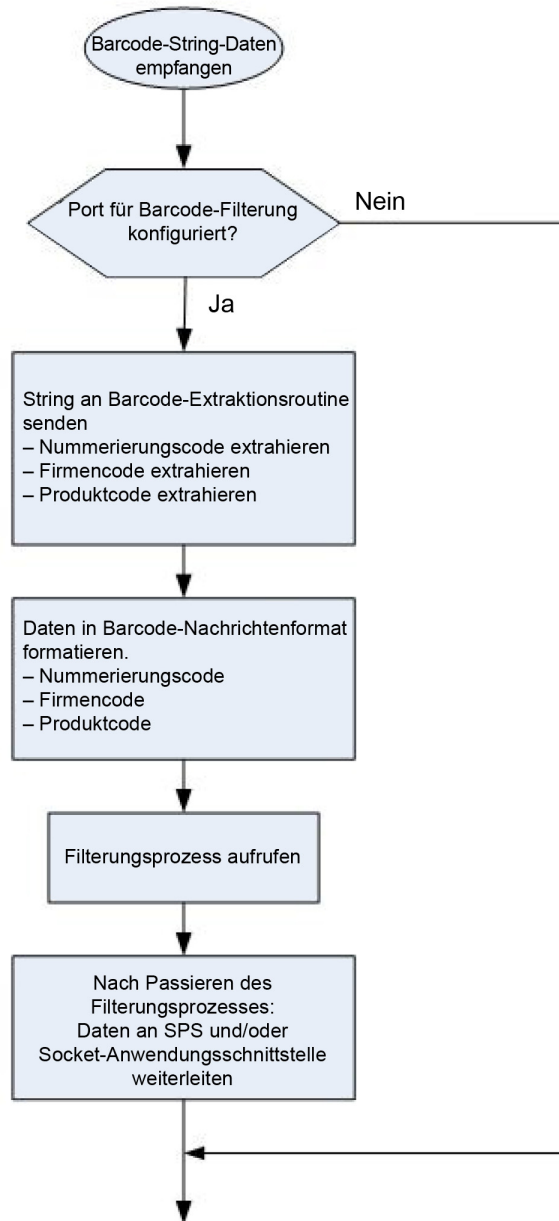 Barcode-String-Daten
empfangen
Port für Barcode-Filterung
konfiguriert?
Nein
Ja
String an Barcode-Extraktionsroutine
senden
– Nummerierungscode extrahieren
– Firmencode extrahieren
– Produktcode extrahieren
Daten in Barcode-Nachrichtenformat
formatieren.
– Nummerierungscode
– Firmencode
– Produktcode
Filterungsprozess aufrufen
Nach Passieren des
Filterungsprozesses:
Daten an SPS und/oder
Socket-Anwendungsschnittstelle
weiterleiten